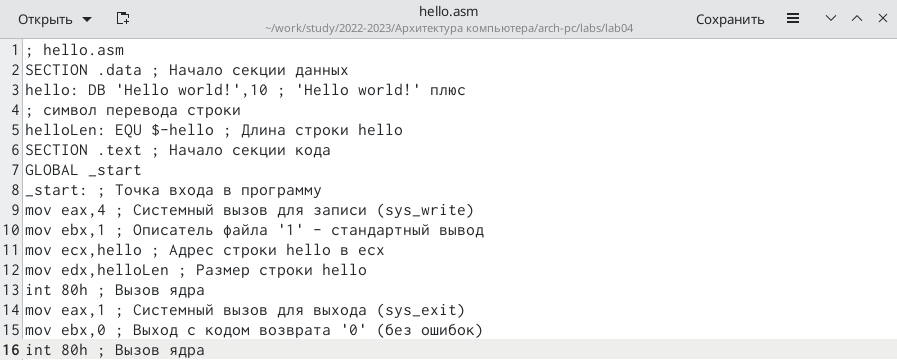 Открыть
hello.asm
~/work/study/2022-2023/Архитектура компьютера/arch-pc/labs/lab04
Сохранить
1 ; hello.asm
2 SECTION .data ; Начало секции данных
3 hello: DB 'Hello world!',10 ; 'Hello world!' плюс
4 ; символ перевода строки
5 helloLen: EQU $-hello ; Длина строки hello
6 SECTION .text ; Начало секции кода
7 GLOBAL _start
8 _start: ; Точка входа в программу
9 mov eax,4 ; Системный вызов для записи (sys_write)
10 mov ebx,1 ; Описатель файла '1' - стандартный вывод
11 mov ecx,hello ; Адрес строки hello в ecx
12 mov edx,helloLen ; Размер строки hello
13 int 80h ; Вызов ядра
14 mov eax,1 ; Системный вызов для выхода (sys_exit)
15 mov ebx,0 ; Выход с кодом возврата '0' (без ошибок)
16 int 80h ; Вызов ядра